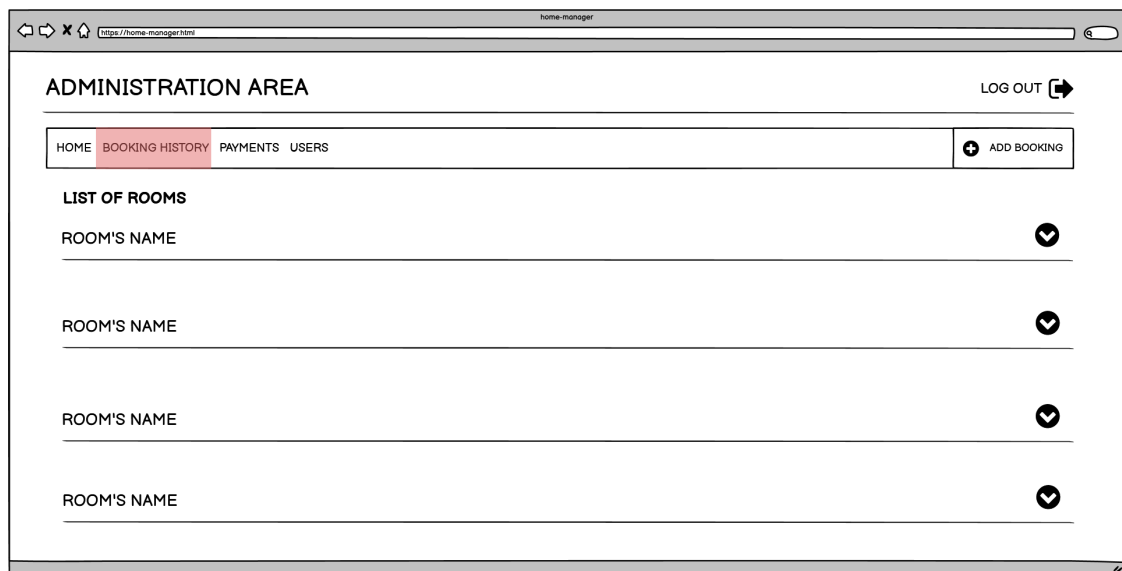 home-manager
https://home-manager.html
ADMINISTRATION AREA
LOG OUT
HOME BOOKING HISTORY PAYMENTS USERS ADD BOOKING
LIST OF ROOMS
ROOM'S NAME
ROOM'S NAME
ROOM'S NAME
ROOM'S NAME